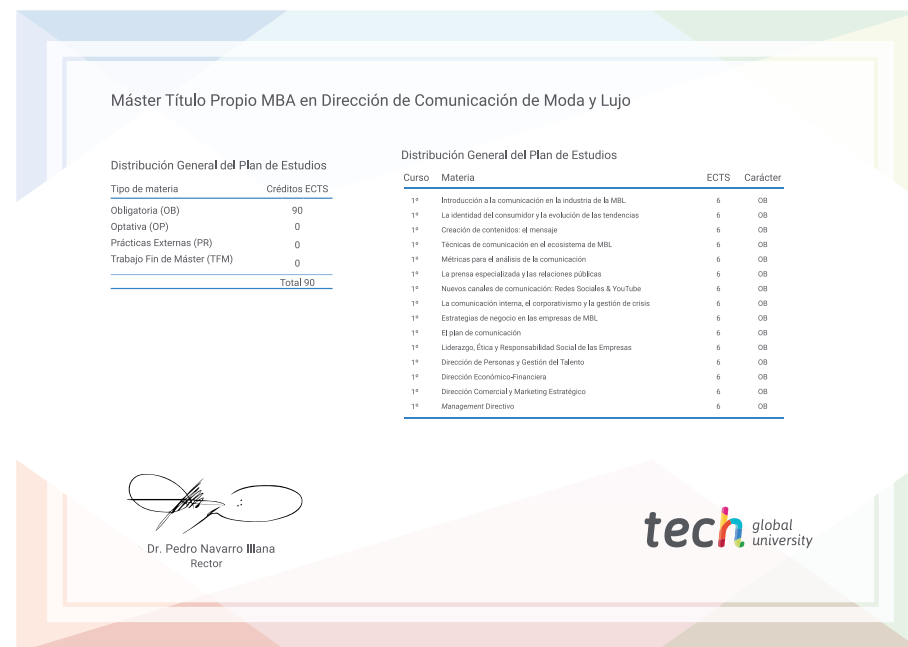 Máster Título Propio MBA en Dirección de Comunicación de Moda y Lujo
Distribución General del Plan de Estudios
Tipo de materia Créditos ECTS
Obligatoria (OB) 90
Optativa (OP) 0
Prácticas Externas (PR) 0
Trabajo Fin de Máster (TFM) 0
Total 90
Distribución General del Plan de Estudios
Curso Materia ECTS Carácter
1º Introducción a la comunicación en la industria de la MBL 6 OB
1º La identidad del consumidor y la evolución de las tendencias 6 OB
1º Creación de contenidos: el mensaje 6 OB
1º Técnicas de comunicación en el ecosistema de MBL 6 OB
1º Métricas para el análisis de la comunicación 6 OB
1º La prensa especializada y las relaciones públicas 6 OB
1º Nuevos canales de comunicación: Redes Sociales & YouTube 6 OB
1º La comunicación interna, el corporativismo y la gestión de crisis 6 OB
1º Estrategias de negocio en las empresas de MBL 6 OB
1º El plan de comunicación 6 OB
1º Liderazgo, Ética y Responsabilidad Social de las Empresas 6 OB
1º Dirección de Personas y Gestión del Talento 6 OB
1º Dirección Económico-Financiera 6 OB
1º Dirección Comercial y Marketing Estratégico 6 OB
1º Management Directivo 6 OB
Dr. Pedro Navarro Illana
Rector
tech global
university